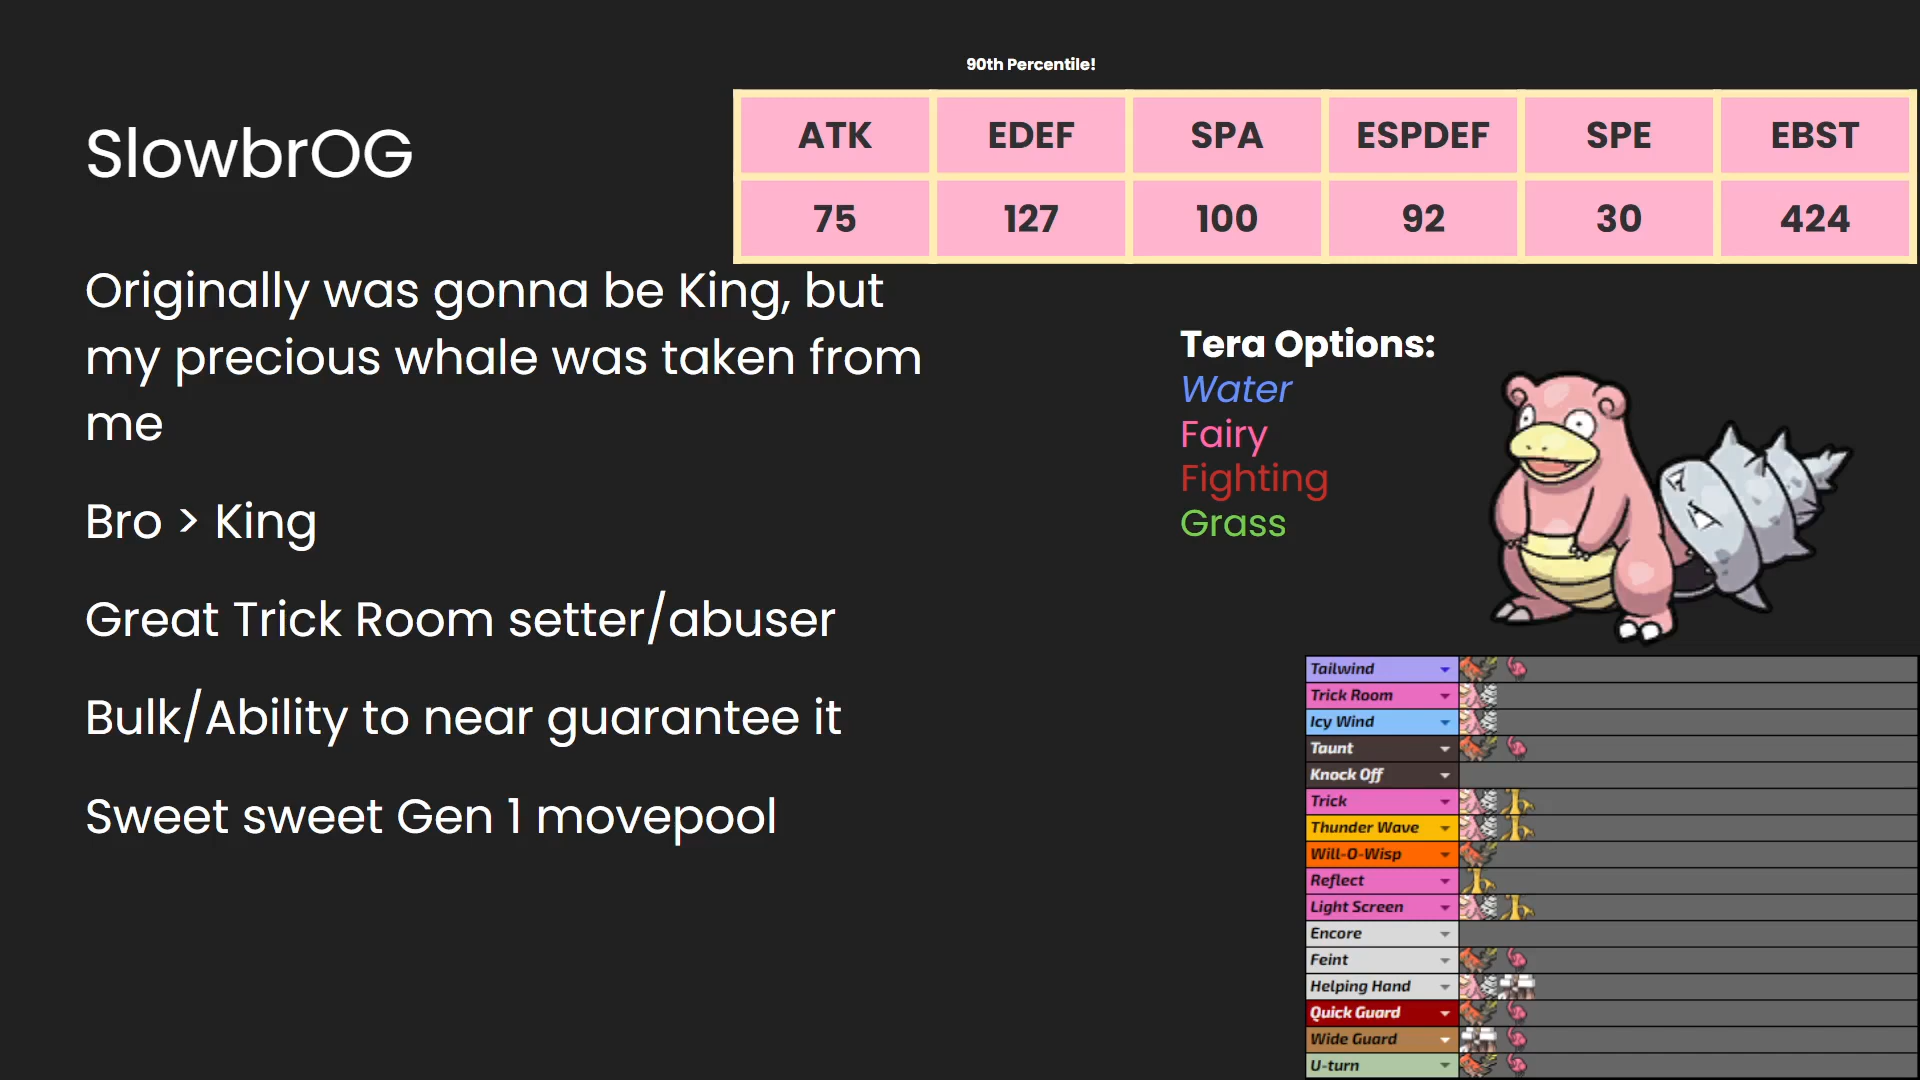 90th Percentile!
SlowbrOG
ATK EDEF SPA ESPDEF SPE EBST
75 127 100 92 30 424
Originally was gonna be King, but
my precious whale was taken from
me
Bro > King
Great Trick Room setter/abuser
Bulk/Ability to near guarantee it
Sweet sweet Gen 1 movepool
Tera Options:
Water
Fairy
Fighting
Grass
Tailwind
Trick Room
Icy Wind
Taunt
Knock Off
Trick
Thunder Wave
Will-O-Wisp
Reflect
Light Screen
Encore
Feint
Helping Hand
Quick Guard
Wide Guard
U-turn